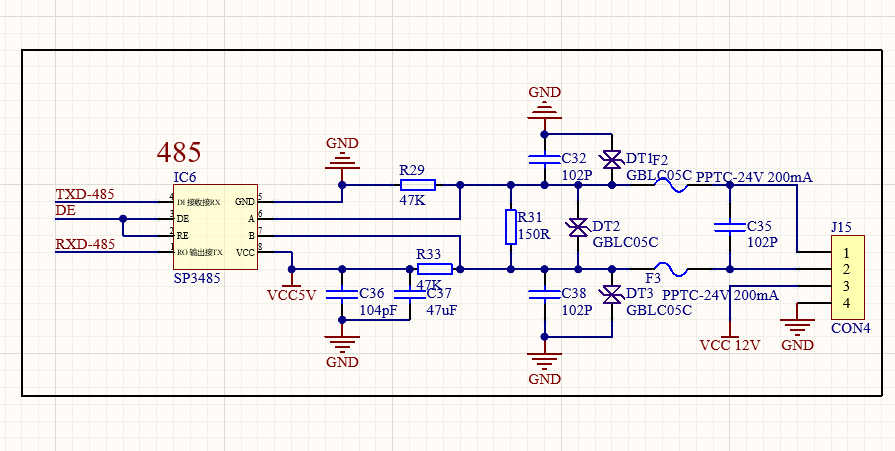 485
IC6
TXD-485
DE
RXD-485
4
3
2
1
DI 接收接RX
DE
RE
RO 输出接TX
GND
A
B
VCC
5
6
7
8
SP3485
GND
R29
47K
VCC5V
C36
104pF
R33
47K
C37
47uF
GND
GND
C32
102P
DT1
GBLC05C
F2
PPTC-24V 200mA
R31
150R
DT2
GBLC05C
C35
102P
C38
102P
DT3
GBLC05C
F3
PPTC-24V 200mA
GND
VCC 12V
GND
J15
1
2
3
4
CON4